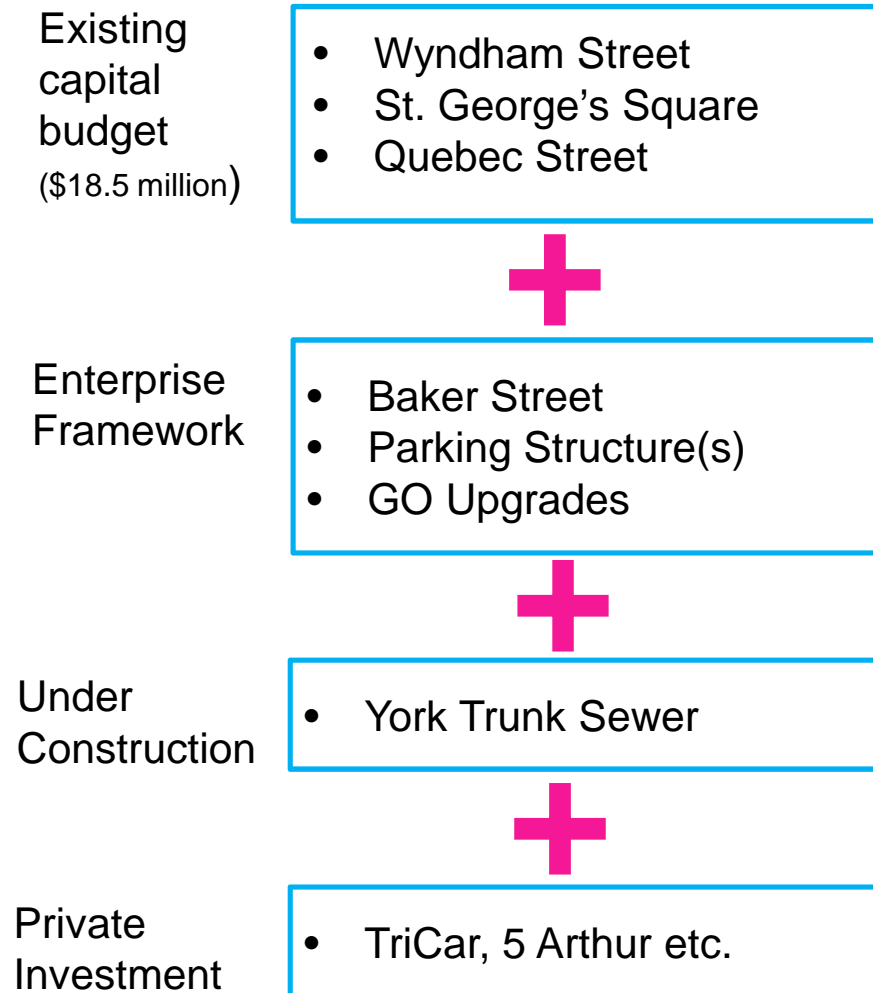 Existing
capital
budget
($18.5 million)
• Wyndham Street
• St. George’s Square
• Quebec Street
Enterprise
Framework
• Baker Street
• Parking Structure(s)
• GO Upgrades
Under
Construction
• York Trunk Sewer
Private
Investment
• TriCar, 5 Arthur etc.